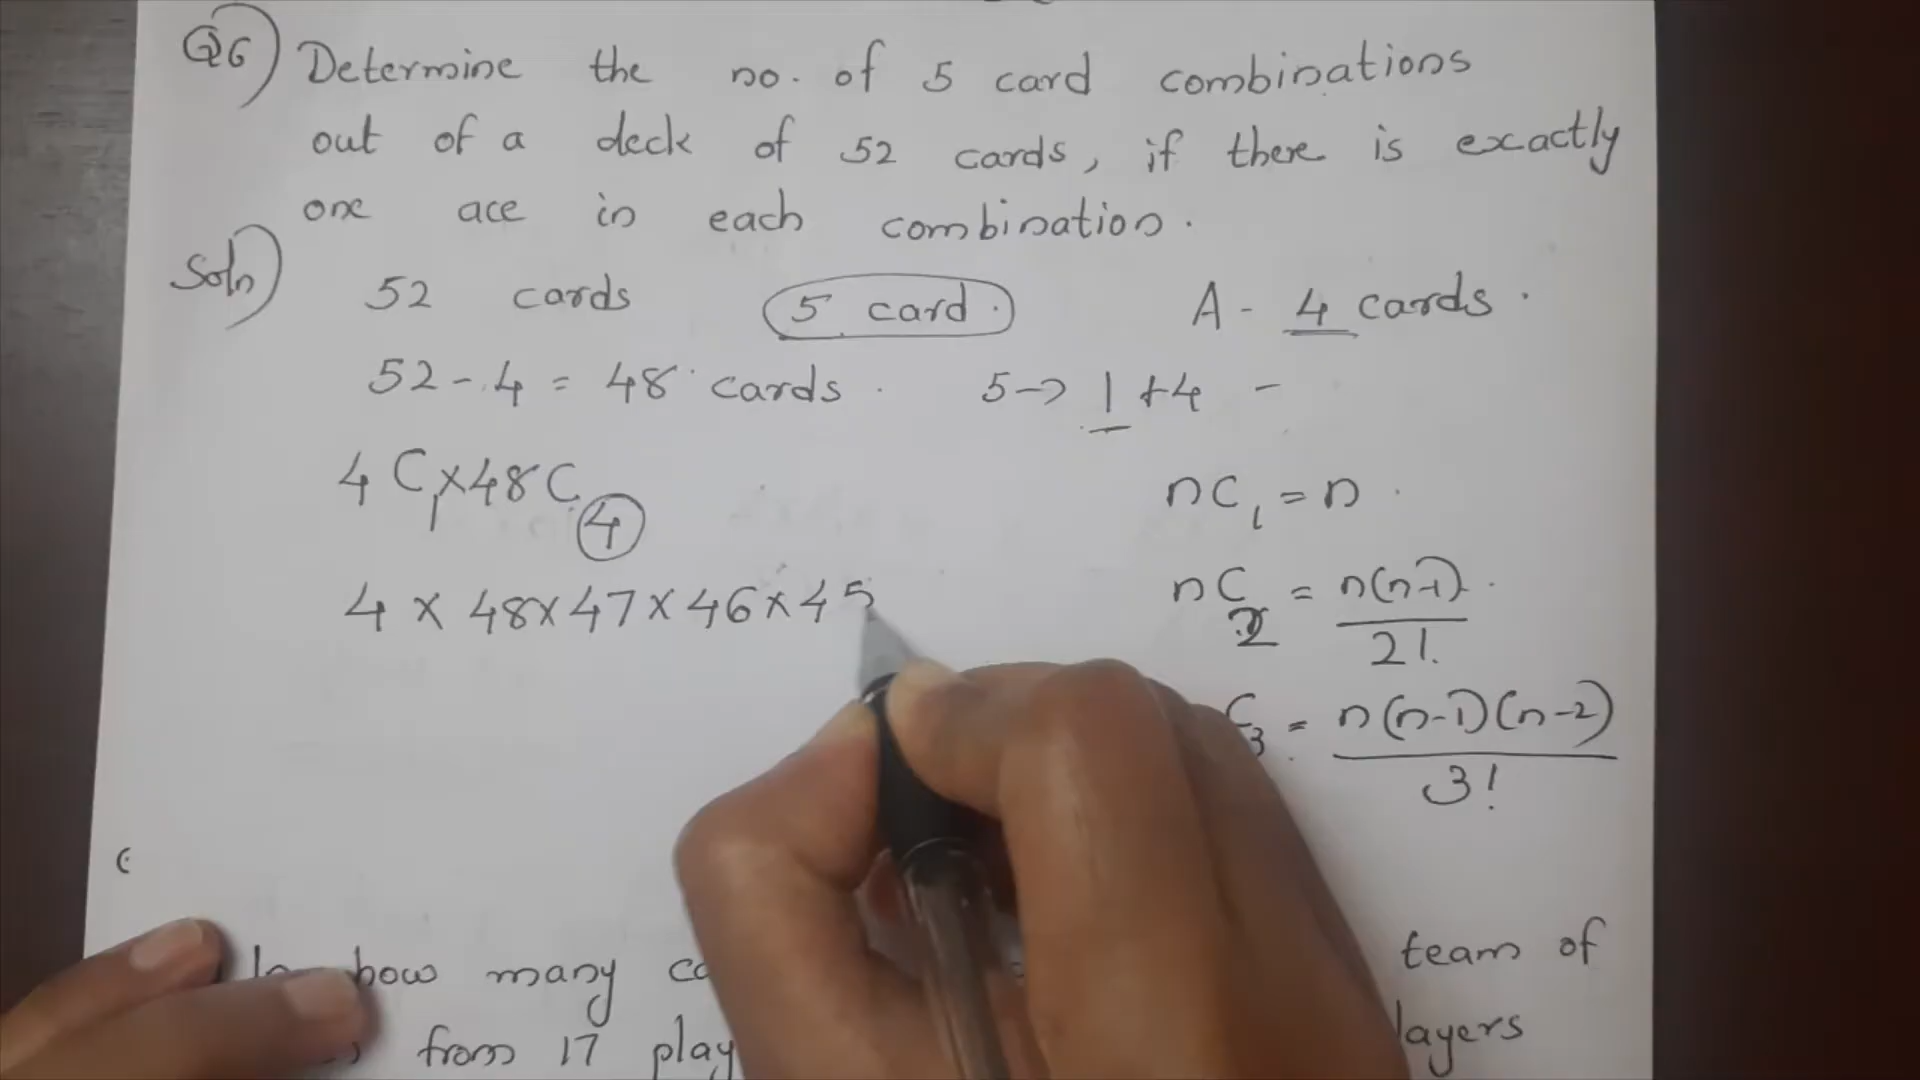 Q6) Determine the no. of 5 card combinations
out of a deck of 52 cards, if there is exactly
one ace in each combination.
Soln) 52 cards 5 card. A - 4 cards.
52 - 4 = 48 cards. 5 -> 1 + 4 -
4C₁ x 48C₄
nC₁ = n
4 x 48 x 47 x 46 x 45
nC₂ = n(n-1) / 2!
C₃ = n(n-1)(n-2) / 3!
how many team of
from 17